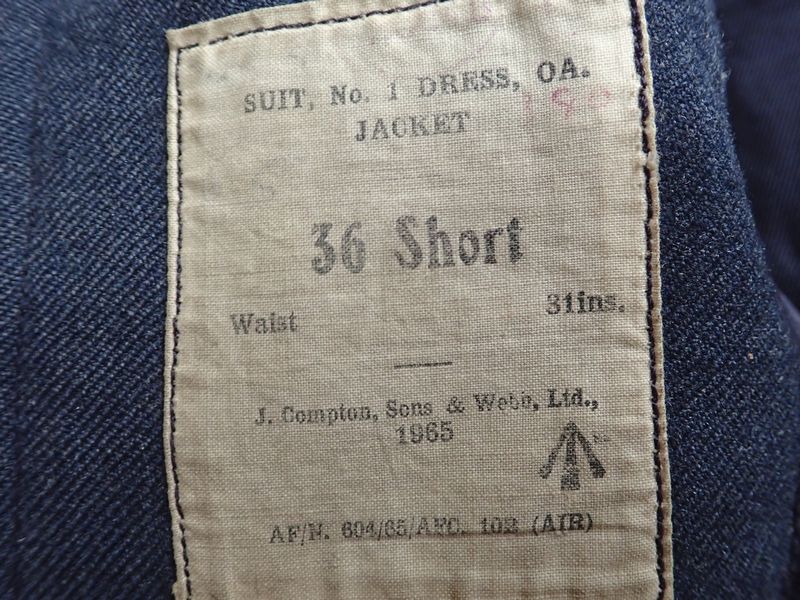 SUIT, No. 1 DRESS, OA.
JACKET
36 Short
Waist 31ins.
J. Compton, Sons & Webb, Ltd.,
1965
AF/N. 604/65/AFC. 102 (AIR)